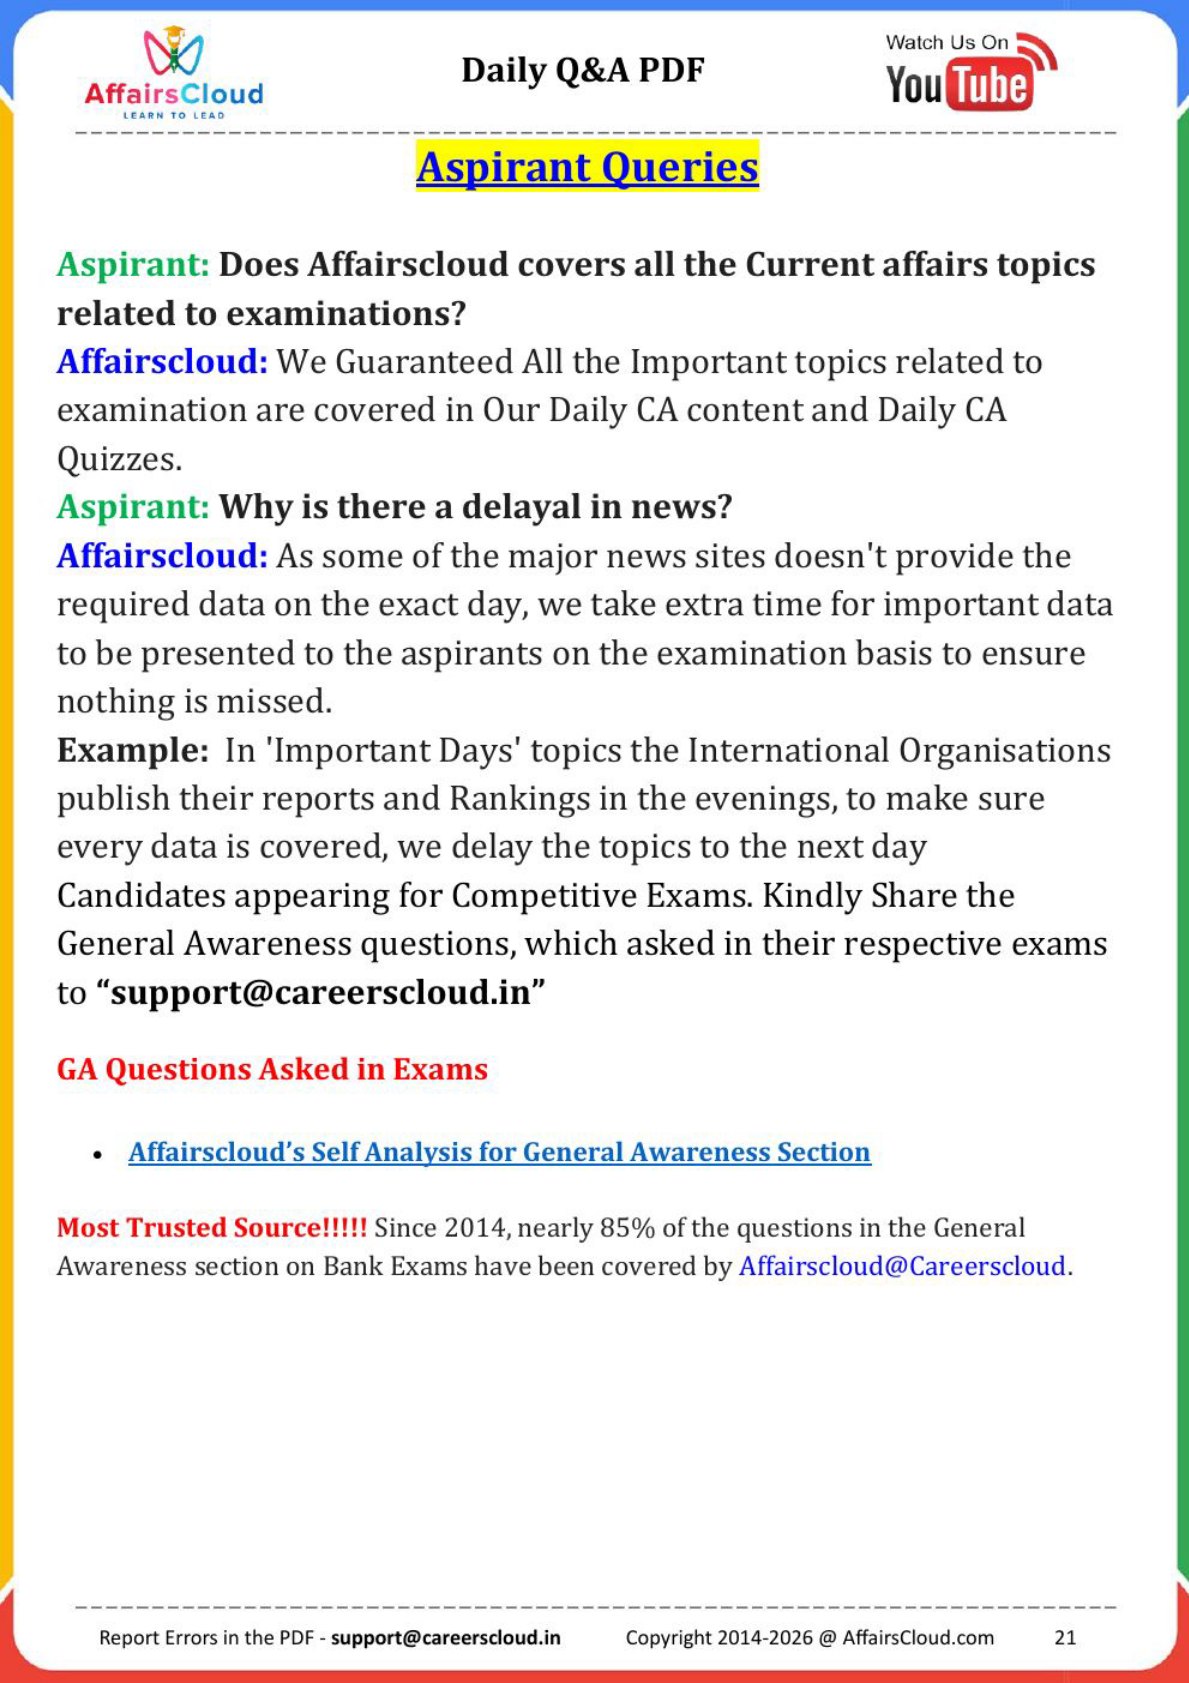 AffairsCloud
LEARN TO LEAD
Daily Q&A PDF
Watch Us On
YouTube
Aspirant Queries
Aspirant: Does Affairscloud covers all the Current affairs topics
related to examinations?
Affairscloud: We Guaranteed All the Important topics related to
examination are covered in Our Daily CA content and Daily CA
Quizzes.
Aspirant: Why is there a delayal in news?
Affairscloud: As some of the major news sites doesn't provide the
required data on the exact day, we take extra time for important data
to be presented to the aspirants on the examination basis to ensure
nothing is missed.
Example: In 'Important Days' topics the International Organisations
publish their reports and Rankings in the evenings, to make sure
every data is covered, we delay the topics to the next day
Candidates appearing for Competitive Exams. Kindly Share the
General Awareness questions, which asked in their respective exams
to “support@careerscloud.in”
GA Questions Asked in Exams
• Affairscloud’s Self Analysis for General Awareness Section
Most Trusted Source!!!!! Since 2014, nearly 85% of the questions in the General
Awareness section on Bank Exams have been covered by Affairscloud@Careerscloud.
Report Errors in the PDF - support@careerscloud.in Copyright 2014-2026 @ AffairsCloud.com 21